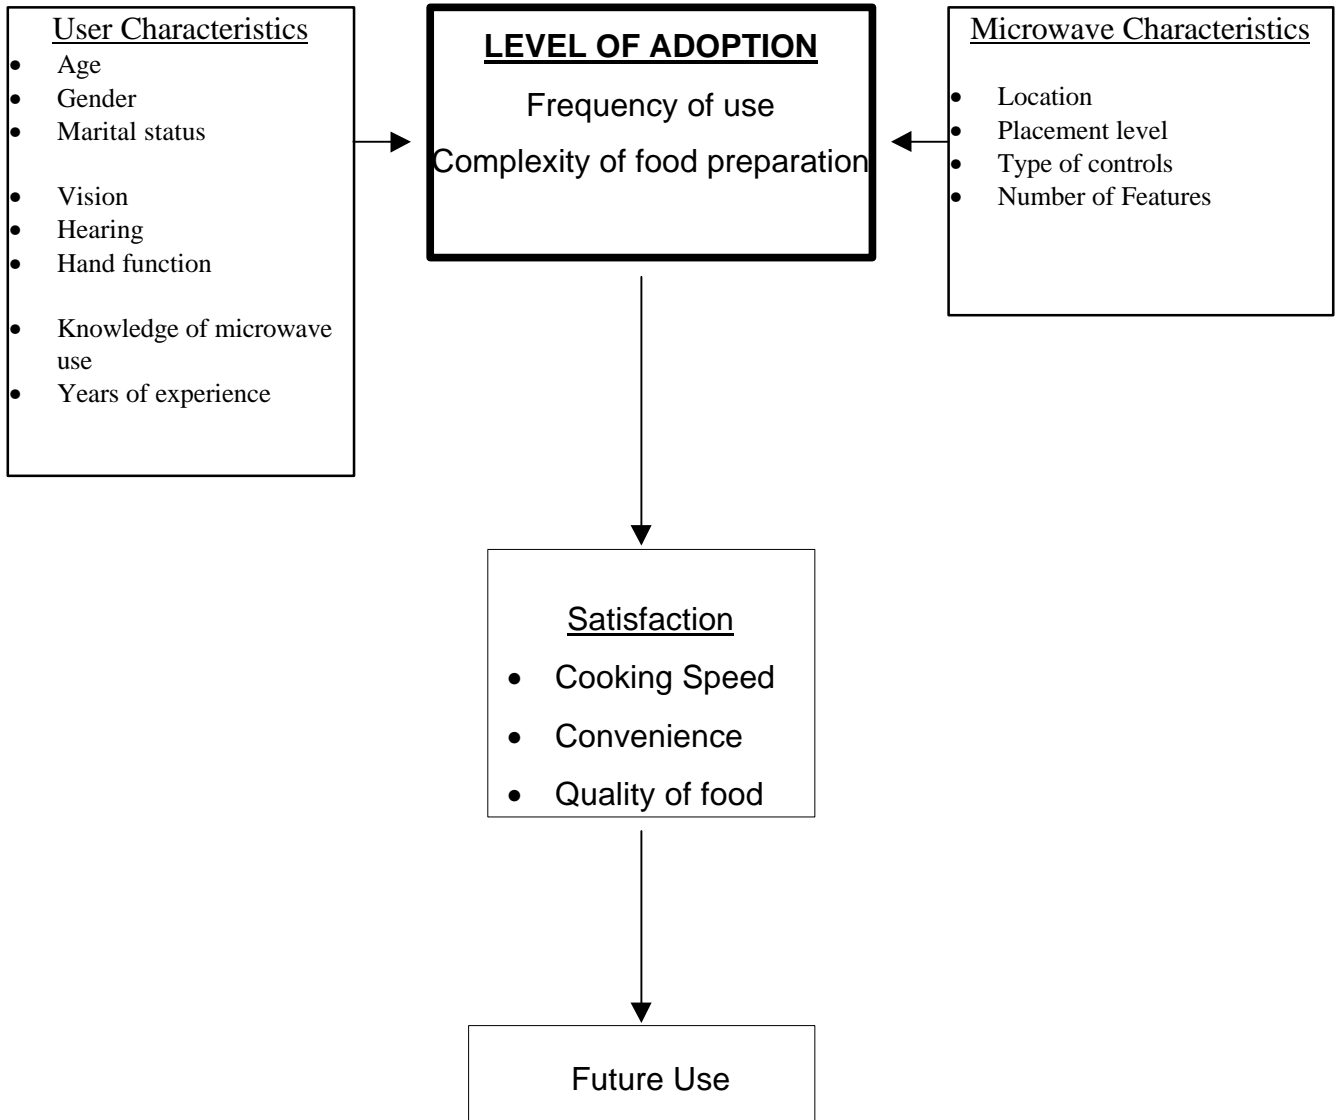 User Characteristics
• Age
• Gender
• Marital status
• Vision
• Hearing
• Hand function
• Knowledge of microwave
use
• Years of experience
LEVEL OF ADOPTION
Frequency of use
Complexity of food preparation
Microwave Characteristics
• Location
• Placement level
• Type of controls
• Number of Features
Satisfaction
• Cooking Speed
• Convenience
• Quality of food
Future Use